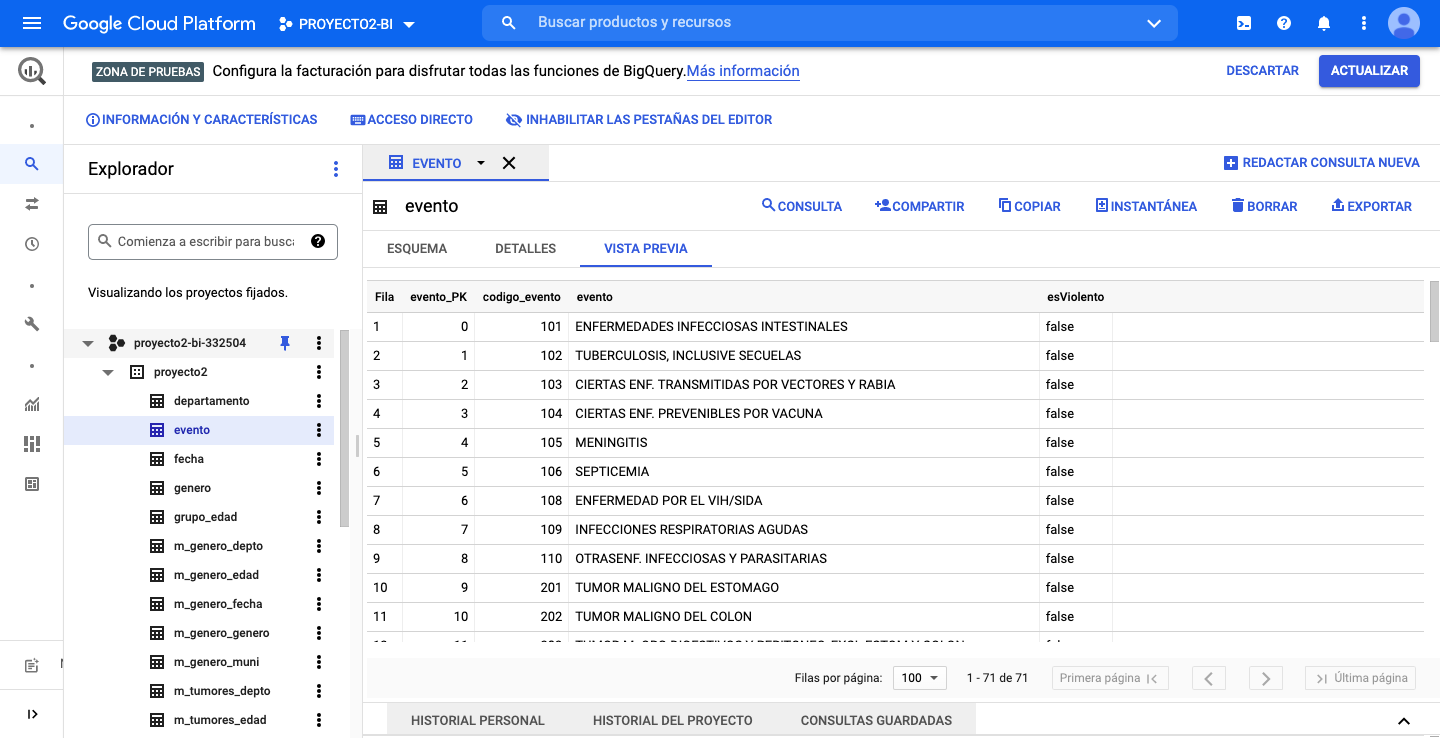 Google Cloud Platform PROYECTO2-BI Buscar productos y recursos
ZONA DE PRUEBAS Configura la facturación para disfrutar todas las funciones de BigQuery. Más información DESCARTAR ACTUALIZAR
INFORMACIÓN Y CARACTERÍSTICAS ACCESO DIRECTO INHABILITAR LAS PESTAÑAS DEL EDITOR
Explorador
Comienza a escribir para busca
Visualizando los proyectos fijados.
proyecto2-bi-332504
proyecto2
departamento
evento
fecha
genero
grupo_edad
m_genero_depto
m_genero_edad
m_genero_fecha
m_genero_genero
m_genero_muni
m_tumores_depto
m_tumores_edad
EVENTO REDACTAR CONSULTA NUEVA
evento CONSULTA COMPARTIR COPIAR INSTANTÁNEA BORRAR EXPORTAR
ESQUEMA DETALLES VISTA PREVIA
Fila evento_PK codigo_evento evento esViolento
1 0 101 ENFERMEDADES INFECCIOSAS INTESTINALES false
2 1 102 TUBERCULOSIS, INCLUSIVE SECUELAS false
3 2 103 CIERTAS ENF. TRANSMITIDAS POR VECTORES Y RABIA false
4 3 104 CIERTAS ENF. PREVENIBLES POR VACUNA false
5 4 105 MENINGITIS false
6 5 106 SEPTICEMIA false
7 6 108 ENFERMEDAD POR EL VIH/SIDA false
8 7 109 INFECCIONES RESPIRATORIAS AGUDAS false
9 8 110 OTRASENF. INFECCIOSAS Y PARASITARIAS false
10 9 201 TUMOR MALIGNO DEL ESTOMAGO false
11 10 202 TUMOR MALIGNO DEL COLON false
Filas por página: 100 1 - 71 de 71 Primera página Última página
HISTORIAL PERSONAL HISTORIAL DEL PROYECTO CONSULTAS GUARDADAS